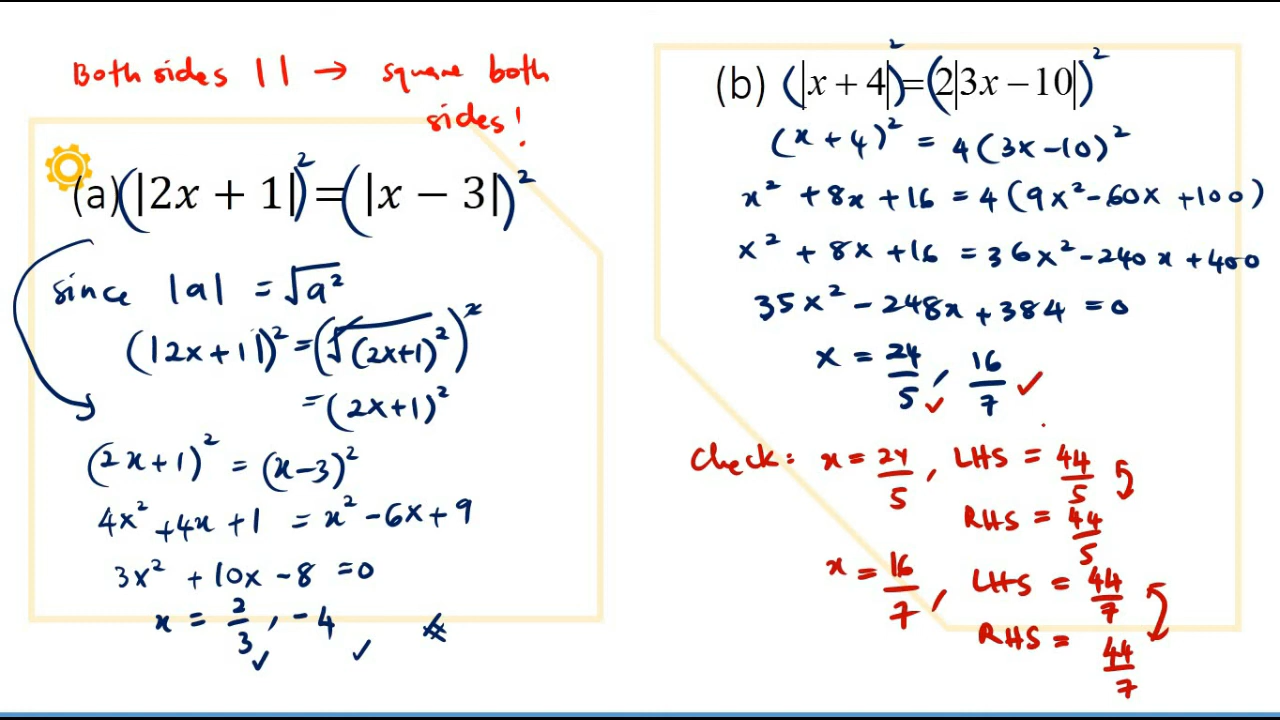 Both sides | | → square both
sides!
(a) (|2x + 1|)² = (|x − 3|)²
since |a| = √a²
(|2x+1|)² = (√(2x+1)²)²
= (2x+1)²
(2x+1)² = (x−3)²
4x² + 4x + 1 = x² − 6x + 9
3x² + 10x − 8 = 0
x = 2/3, −4
(b) (|x + 4|)² = (2|3x − 10|)²
(x+4)² = 4(3x−10)²
x² + 8x + 16 = 4(9x² − 60x + 100)
x² + 8x + 16 = 36x² − 240x + 400
35x² − 248x + 384 = 0
x = 24/5, 16/7
Check: x = 24/5, LHS = 44/5
RHS = 44/5
x = 16/7, LHS = 44/7
RHS = 44/7